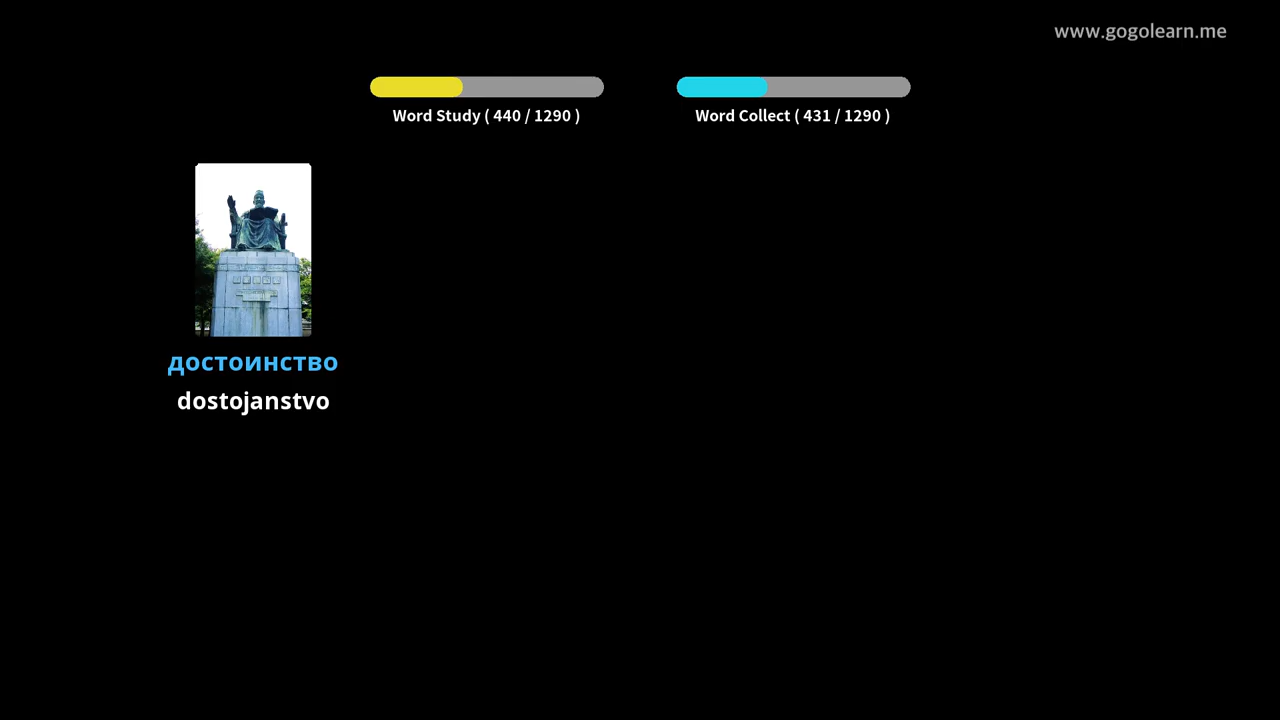 www.gogolearn.me
Word Study ( 440 / 1290 )
Word Collect ( 431 / 1290 )
достоинство
dostojanstvo